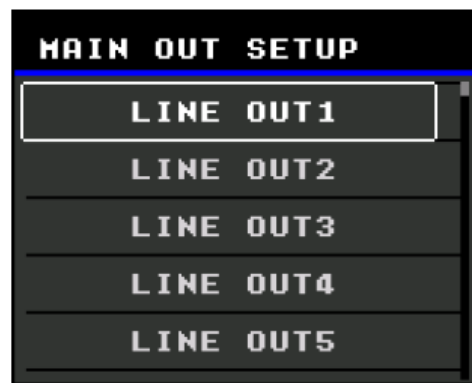 MAIN OUT SETUP
LINE OUT1
LINE OUT2
LINE OUT3
LINE OUT4
LINE OUT5